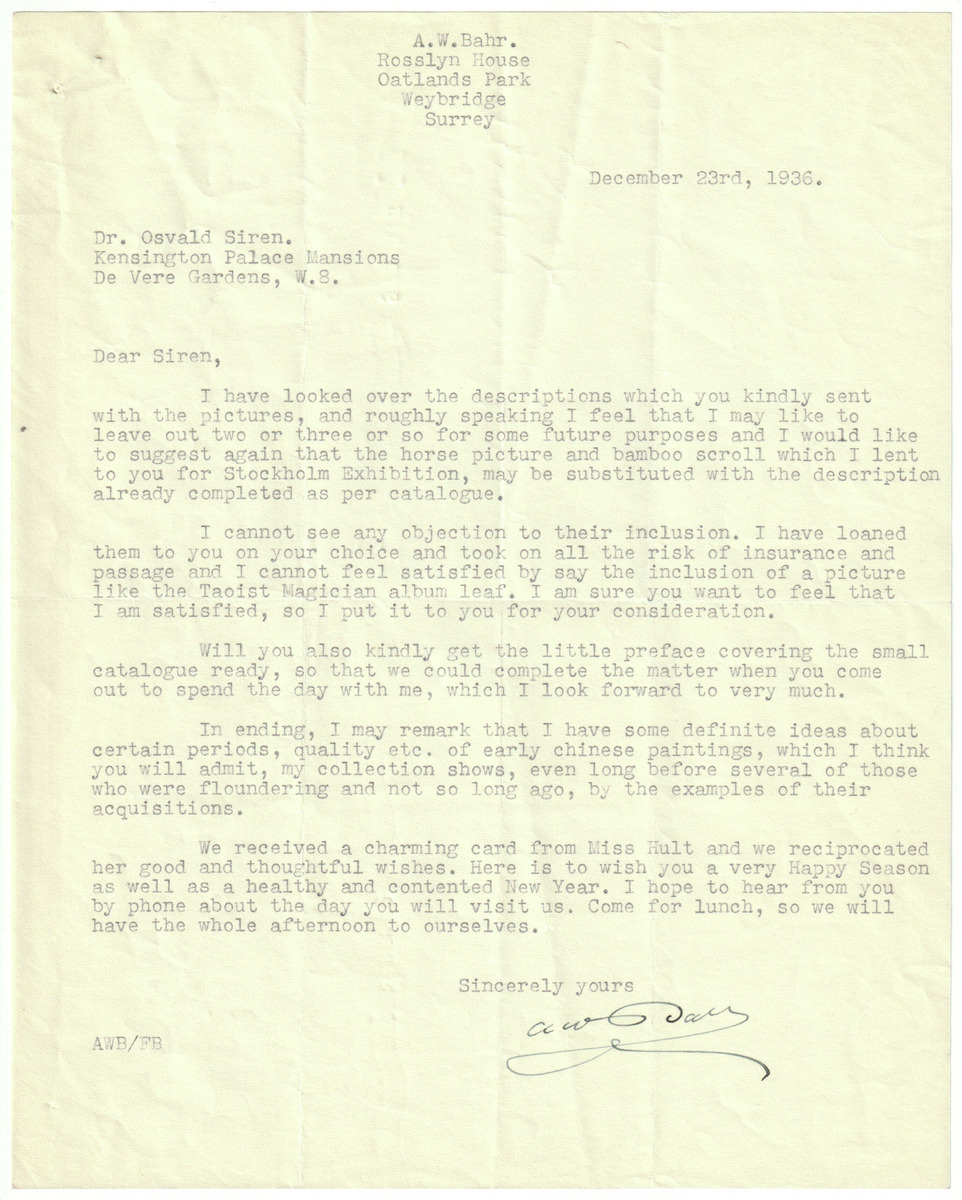 A.W.Bahr.
Rosslyn House
Oatlands Park
Weybridge
Surrey
December 23rd, 1936.
Dr. Osvald Siren.
Kensington Palace Mansions
De Vere Gardens, W.8.
Dear Siren,
I have looked over the descriptions which you kindly sent
with the pictures, and roughly speaking I feel that I may like to
leave out two or three or so for some future purposes and I would like
to suggest again that the horse picture and bamboo scroll which I lent
to you for Stockholm Exhibition, may be substituted with the description
already completed as per catalogue.
I cannot see any objection to their inclusion. I have loaned
them to you on your choice and took on all the risk of insurance and
passage and I cannot feel satisfied by say the inclusion of a picture
like the Taoist Magician album leaf. I am sure you want to feel that
I am satisfied, so I put it to you for your consideration.
Will you also kindly get the little preface covering the small
catalogue ready, so that we could complete the matter when you come
out to spend the day with me, which I look forward to very much.
In ending, I may remark that I have some definite ideas about
certain periods, quality etc. of early chinese paintings, which I think
you will admit, my collection shows, even long before several of those
who were floundering and not so long ago, by the examples of their
acquisitions.
We received a charming card from Miss Hult and we reciprocated
her good and thoughtful wishes. Here is to wish you a very Happy Season
as well as a healthy and contented New Year. I hope to hear from you
by phone about the day you will visit us. Come for lunch, so we will
have the whole afternoon to ourselves.
Sincerely yours
AW Bahr
AWB/FB